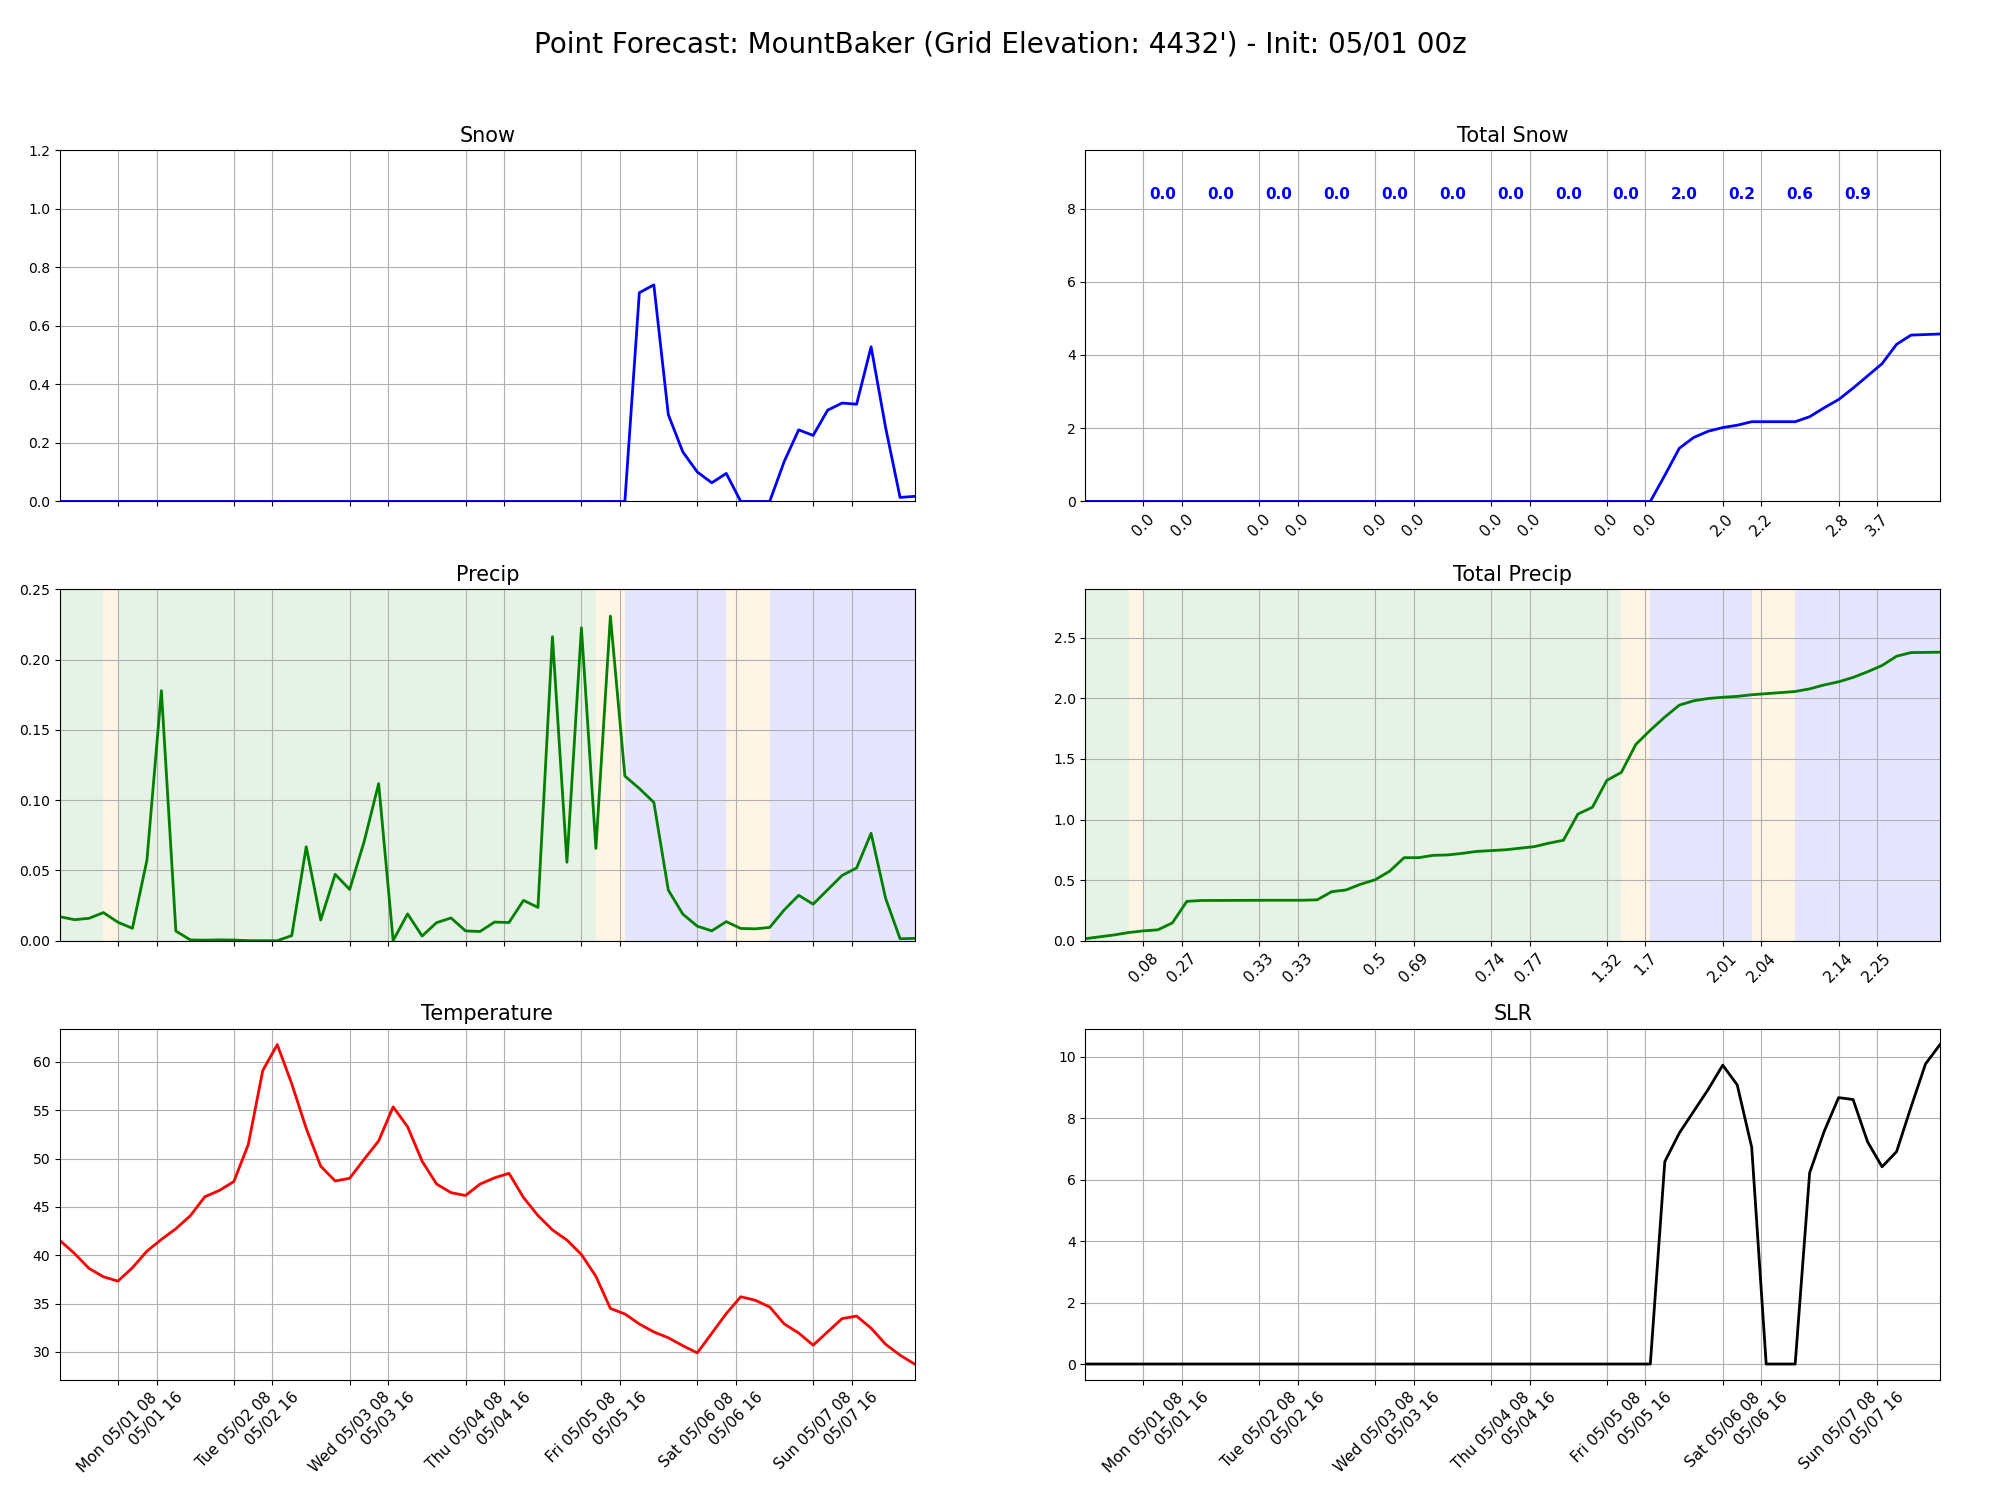 Point Forecast: MountBaker (Grid Elevation: 4432') - Init: 05/01 00z
Snow
1.2
1.0
0.8
0.6
0.4
0.2
0.0
Total Snow
0.0 0.0 0.0 0.0 0.0 0.0 0.0 0.0 0.0 2.0 0.2 0.6 0.9
8
6
4
2
0
0.0 0.0 0.0 0.0 0.0 0.0 0.0 0.0 0.0 0.0 2.0 2.2 2.8 3.7
Precip
0.25
0.20
0.15
0.10
0.05
0.00
Total Precip
2.5
2.0
1.5
1.0
0.5
0.0
0.08 0.27 0.33 0.33 0.5 0.69 0.74 0.77 1.32 1.7 2.01 2.04 2.14 2.25
Temperature
60
55
50
45
40
35
30
Mon 05/01 08
05/01 16
Tue 05/02 08
05/02 16
Wed 05/03 08
05/03 16
Thu 05/04 08
05/04 16
Fri 05/05 08
05/05 16
Sat 05/06 08
05/06 16
Sun 05/07 08
05/07 16
SLR
10
8
6
4
2
0
Mon 05/01 08
05/01 16
Tue 05/02 08
05/02 16
Wed 05/03 08
05/03 16
Thu 05/04 08
05/04 16
Fri 05/05 08
05/05 16
Sat 05/06 08
05/06 16
Sun 05/07 08
05/07 16